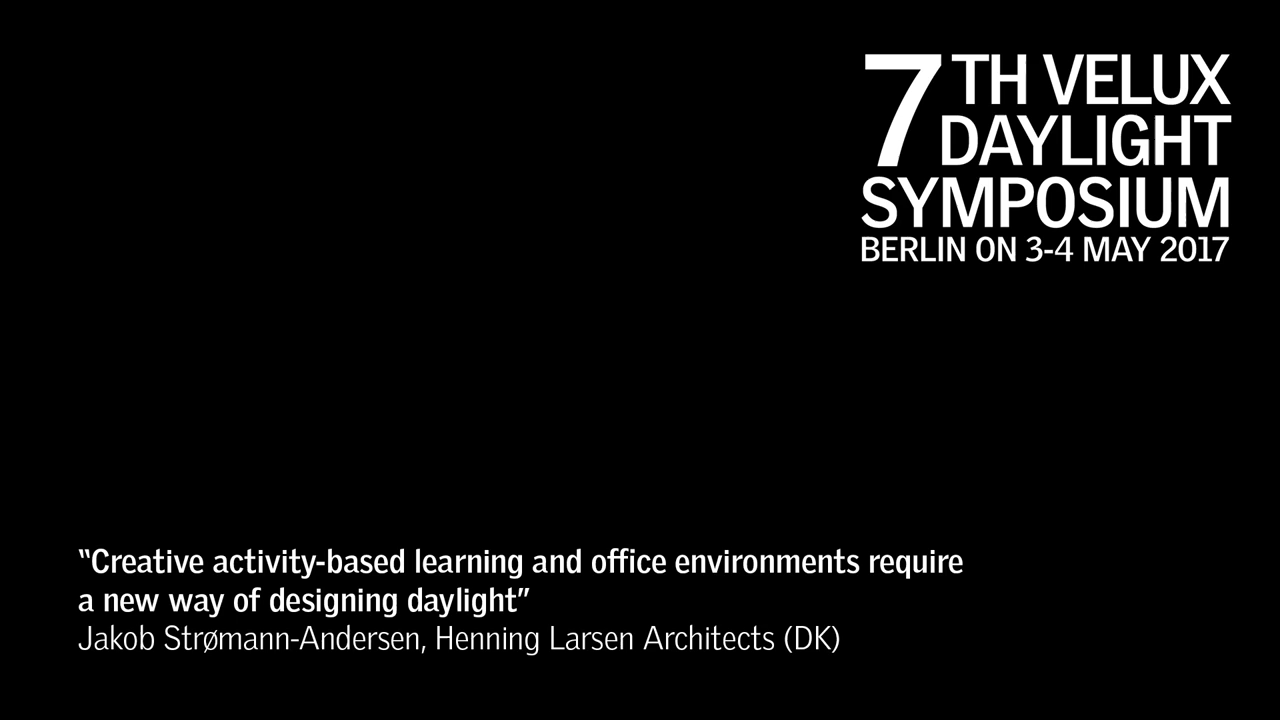 7TH VELUX
DAYLIGHT
SYMPOSIUM
BERLIN ON 3-4 MAY 2017
“Creative activity-based learning and office environments require
a new way of designing daylight”
Jakob Strømann-Andersen, Henning Larsen Architects (DK)